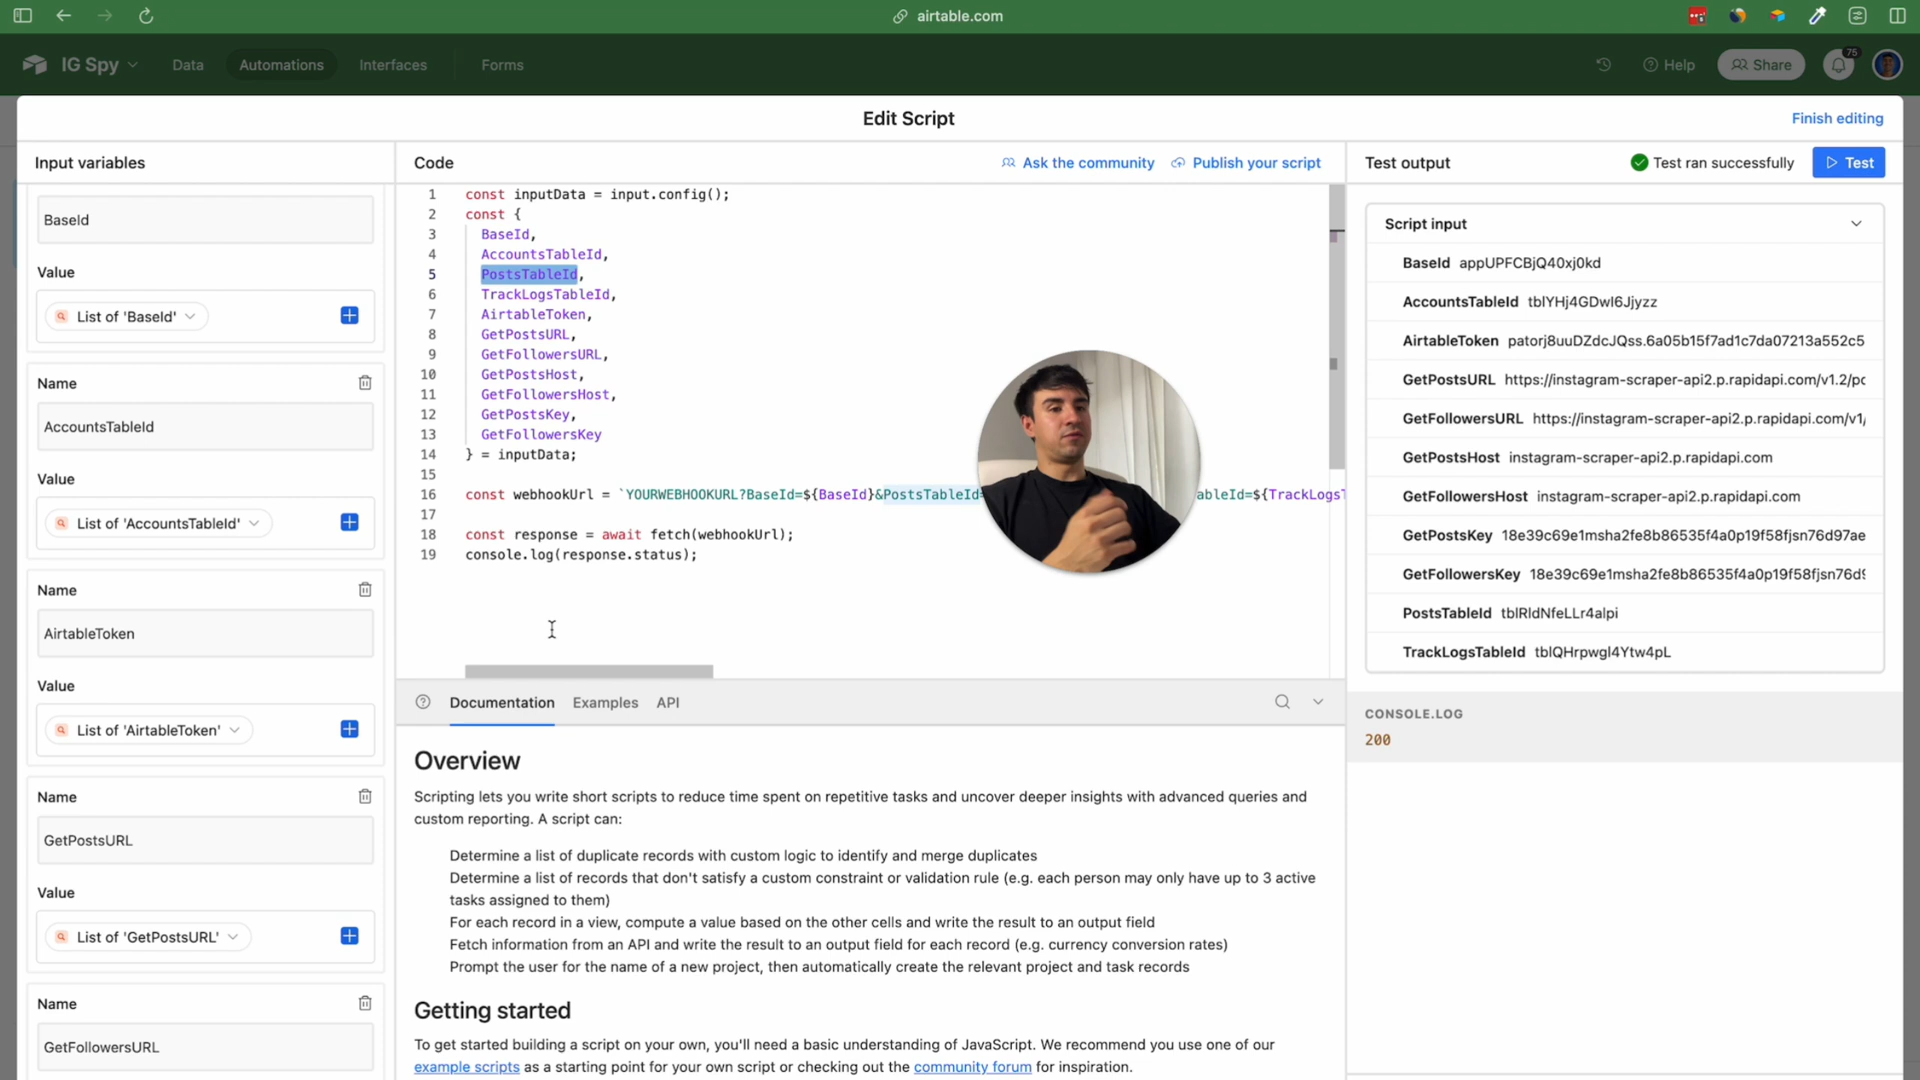 airtable.com
IG Spy
Data
Automations
Interfaces
Forms
Help
Share
75
Edit Script
Finish editing
Input variables
BaseId
Value
List of 'BaseId'
Name
AccountsTableId
Value
List of 'AccountsTableId'
Name
AirtableToken
Value
List of 'AirtableToken'
Name
GetPostsURL
Value
List of 'GetPostsURL'
Name
GetFollowersURL
Code
Ask the community
Publish your script
1 const inputData = input.config();
2 const {
3 BaseId,
4 AccountsTableId,
5 PostsTableId,
6 TrackLogsTableId,
7 AirtableToken,
8 GetPostsURL,
9 GetFollowersURL,
10 GetPostsHost,
11 GetFollowersHost,
12 GetPostsKey,
13 GetFollowersKey
14 } = inputData;
15
16 const webhookUrl = `YOURWEBHOOKURL?BaseId=${BaseId}&PostsTableId= ableId=${TrackLogsT
17
18 const response = await fetch(webhookUrl);
19 console.log(response.status);
Documentation
Examples
API
Overview
Scripting lets you write short scripts to reduce time spent on repetitive tasks and uncover deeper insights with advanced queries and
custom reporting. A script can:
Determine a list of duplicate records with custom logic to identify and merge duplicates
Determine a list of records that don't satisfy a custom constraint or validation rule (e.g. each person may only have up to 3 active
tasks assigned to them)
For each record in a view, compute a value based on the other cells and write the result to an output field
Fetch information from an API and write the result to an output field for each record (e.g. currency conversion rates)
Prompt the user for the name of a new project, then automatically create the relevant project and task records
Getting started
To get started building a script on your own, you'll need a basic understanding of JavaScript. We recommend you use one of our
example scripts as a starting point for your own script or checking out the community forum for inspiration.
Test output
Test ran successfully
Test
Script input
BaseId appUPFCBjQ40xj0kd
AccountsTableId tblYHj4GDwl6Jjyzz
AirtableToken patorj8uuDZdcJQss.6a05b15f7ad1c7da07213a552c5
GetPostsURL https://instagram-scraper-api2.p.rapidapi.com/v1.2/pc
GetFollowersURL https://instagram-scraper-api2.p.rapidapi.com/v1/
GetPostsHost instagram-scraper-api2.p.rapidapi.com
GetFollowersHost instagram-scraper-api2.p.rapidapi.com
GetPostsKey 18e39c69e1msha2fe8b86535f4a0p19f58fjsn76d97ae
GetFollowersKey 18e39c69e1msha2fe8b86535f4a0p19f58fjsn76d9
PostsTableId tblRldNfeLLr4alpi
TrackLogsTableId tblQHrpwgl4Ytw4pL
CONSOLE.LOG
200